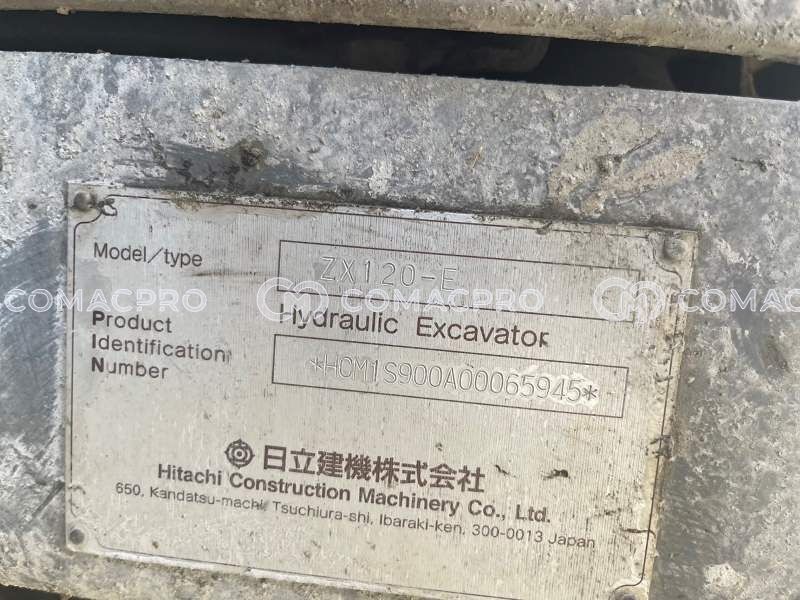 Model/type ZX120-E
COMACPRO COMACPRO COMACPRO
Hydraulic Excavator
Product
Identification
Number
*HCM1S900A00065945*
日立建機株式会社
Hitachi Construction Machinery Co., Ltd.
650, Kandatsu-machi, Tsuchiura-shi, Ibaraki-ken, 300-0013 Japan